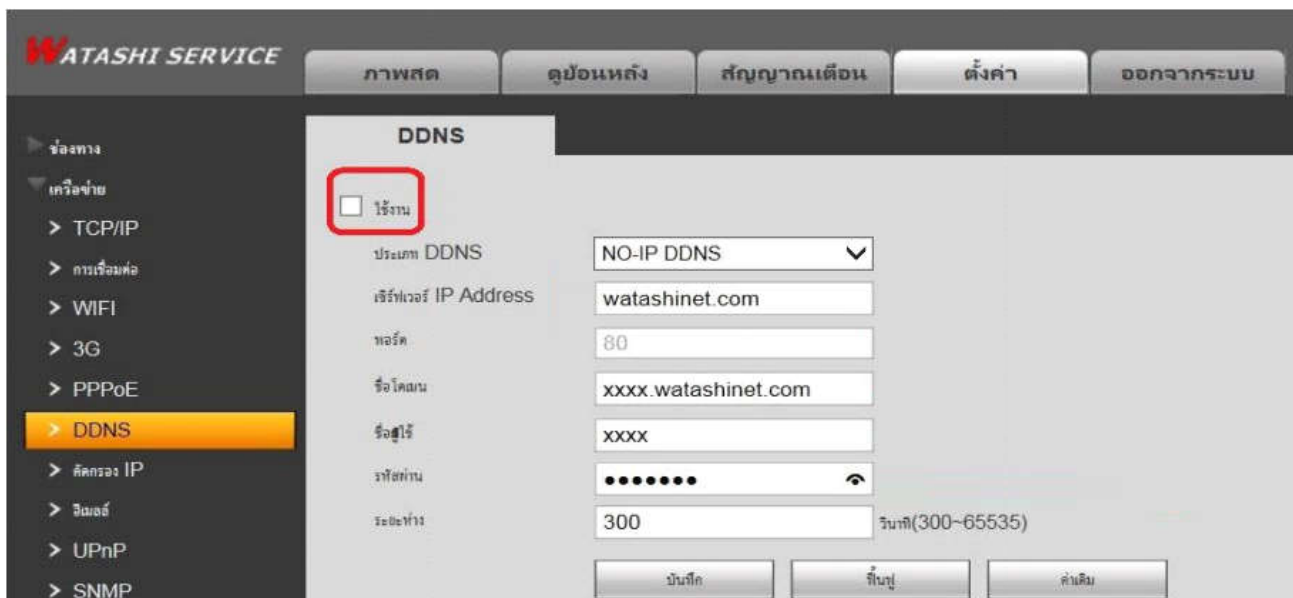 WATASHI SERVICE
ภาพสด ดูย้อนหลัง สัญญาณเตือน ตั้งค่า ออกจากระบบ
DDNS
ช่องทาง
เครือข่าย
> TCP/IP
> การเชื่อมต่อ
> WIFI
> 3G
> PPPoE
> DDNS
> คัดกรอง IP
> อีเมลล์
> UPnP
> SNMP
ใช้งาน
ประเภท DDNS NO-IP DDNS
เซิร์ฟเวอร์ IP Address watashinet.com
พอร์ต 80
ชื่อโดเมน xxxx.watashinet.com
ชื่อผู้ใช้ xxxx
รหัสผ่าน •••••••
ระยะห่าง 300 วินาที(300~65535)
บันทึก ฟื้นฟู ค่าเดิม